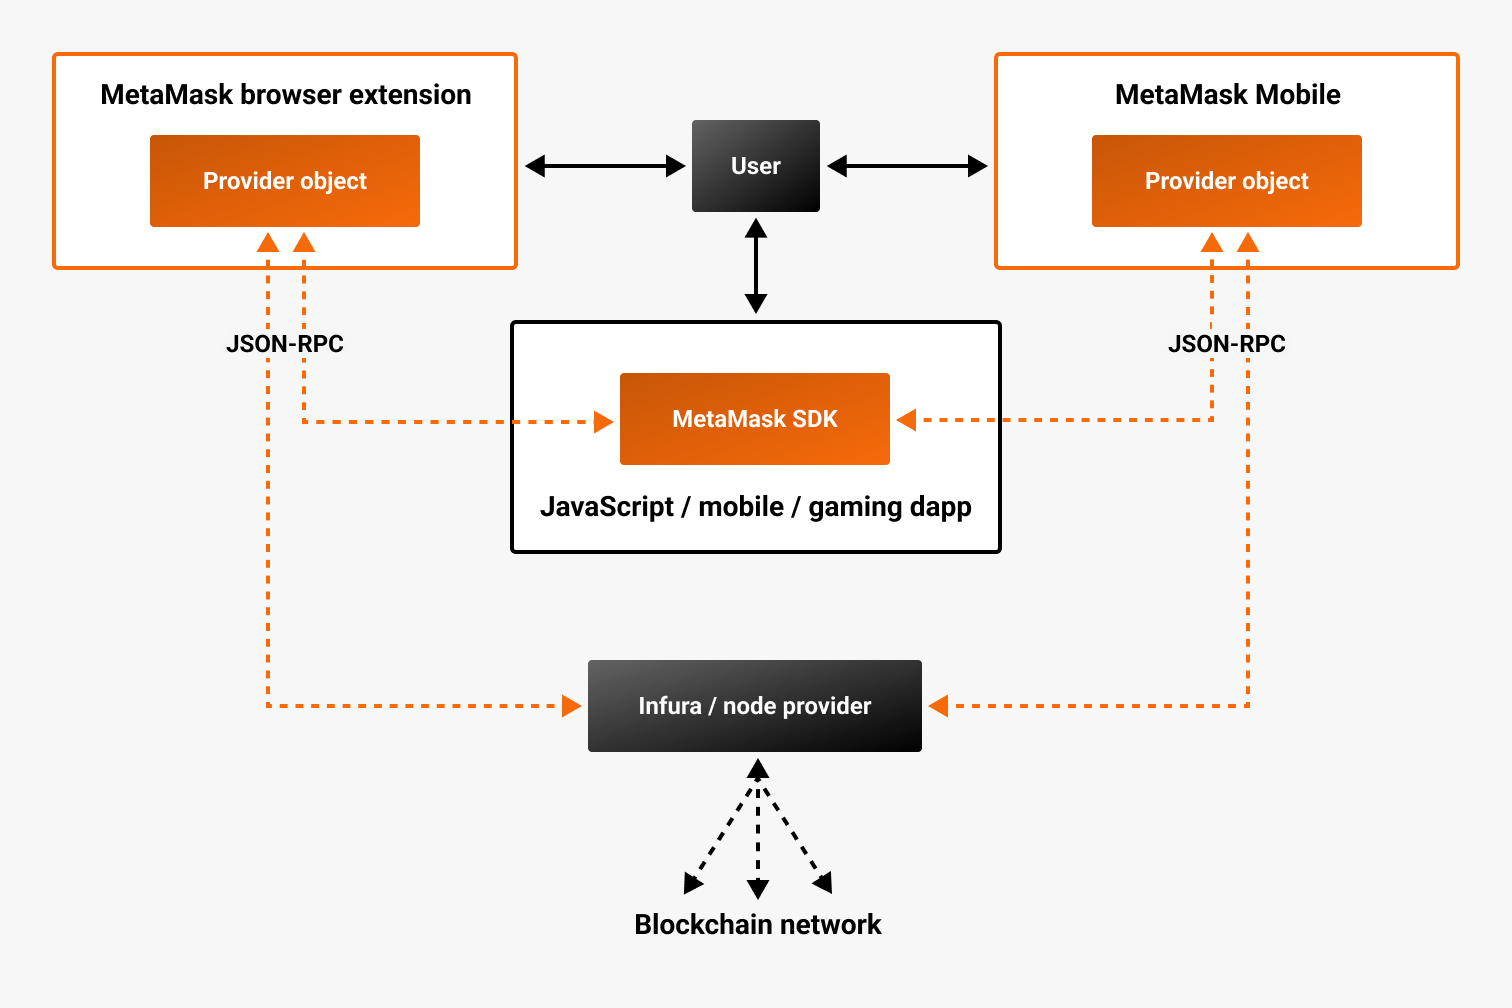 MetaMask browser extension
MetaMask Mobile
Provider object
User
Provider object
JSON-RPC
JSON-RPC
MetaMask SDK
JavaScript / mobile / gaming dapp
Infura / node provider
Blockchain network